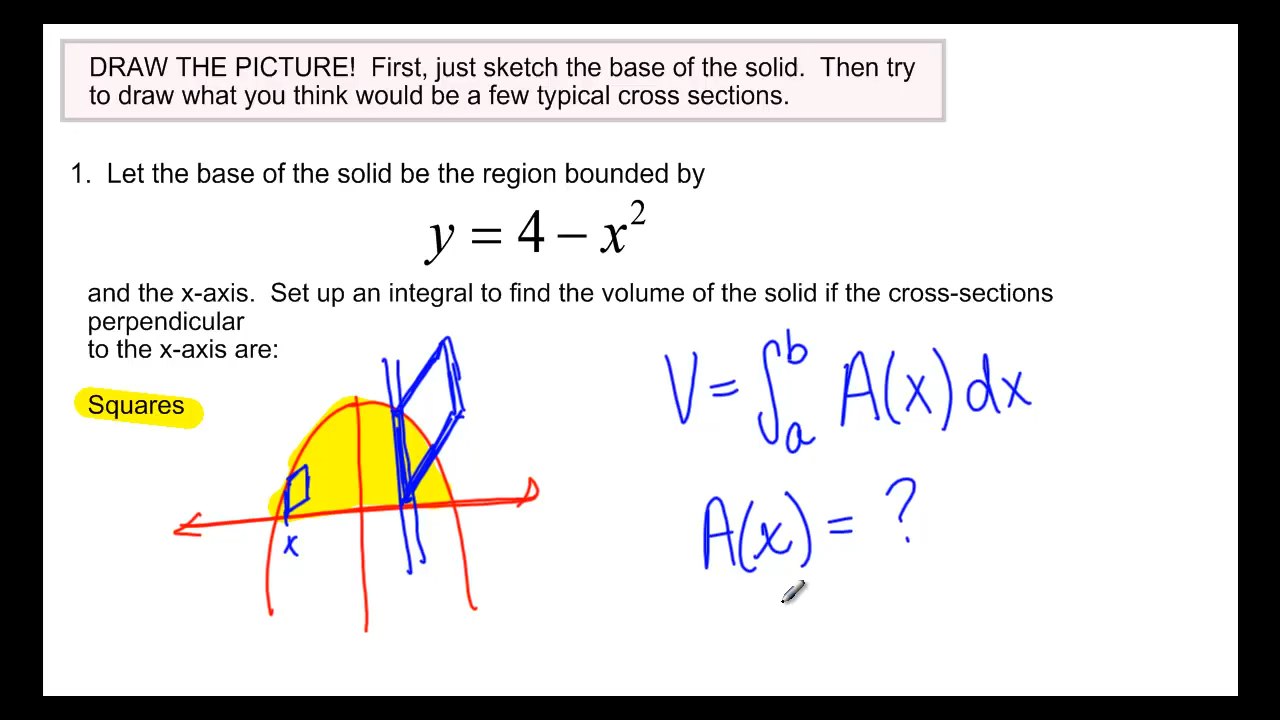 DRAW THE PICTURE!  First, just sketch the base of the solid.  Then try
to draw what you think would be a few typical cross sections.
1.  Let the base of the solid be the region bounded by
y = 4 − x²
and the x-axis.  Set up an integral to find the volume of the solid if the cross-sections
perpendicular
to the x-axis are:
Squares
x
V = ∫ₐᵇ A(x) dx
A(x) = ?